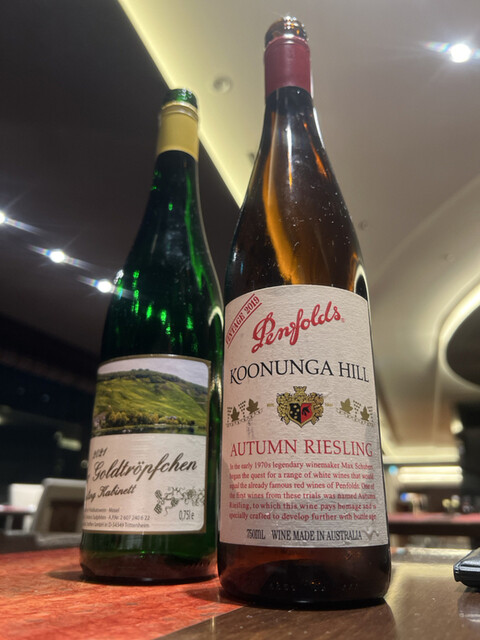 2021
Goldtröpfchen
Kabinett
0,75 l
VINTAGE 2019
Penfolds
KOONUNGA HILL
AUTUMN RIESLING
In the early 1970s legendary winemaker Max Schubert
began the quest for a range of white wines that would
equal the already famous red wines of Penfolds. One of
the first wines from these trials was named Autumn
Riesling, to which this wine pays homage and is
specially crafted to develop further with bottle age.
750ML WINE MADE IN AUSTRALIA